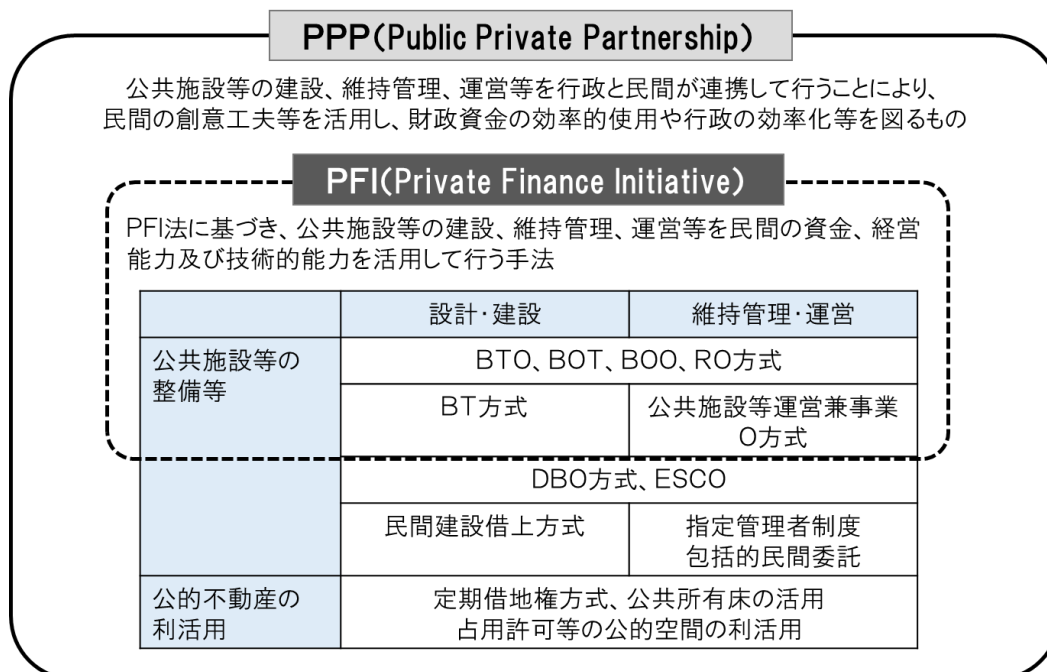 PPP(Public Private Partnership)
公共施設等の建設、維持管理、運営等を行政と民間が連携して行うことにより、
民間の創意工夫等を活用し、財政資金の効率的使用や行政の効率化等を図るもの
PFI(Private Finance Initiative)
PFI法に基づき、公共施設等の建設、維持管理、運営等を民間の資金、経営
能力及び技術的能力を活用して行う手法
設計・建設
維持管理・運営
公共施設等の
整備等
BTO、BOT、BOO、RO方式
BT方式
公共施設等運営兼事業
O方式
DBO方式、ESCO
民間建設借上方式
指定管理者制度
包括的民間委託
公的不動産の
利活用
定期借地権方式、公共所有床の活用
占用許可等の公的空間の利活用